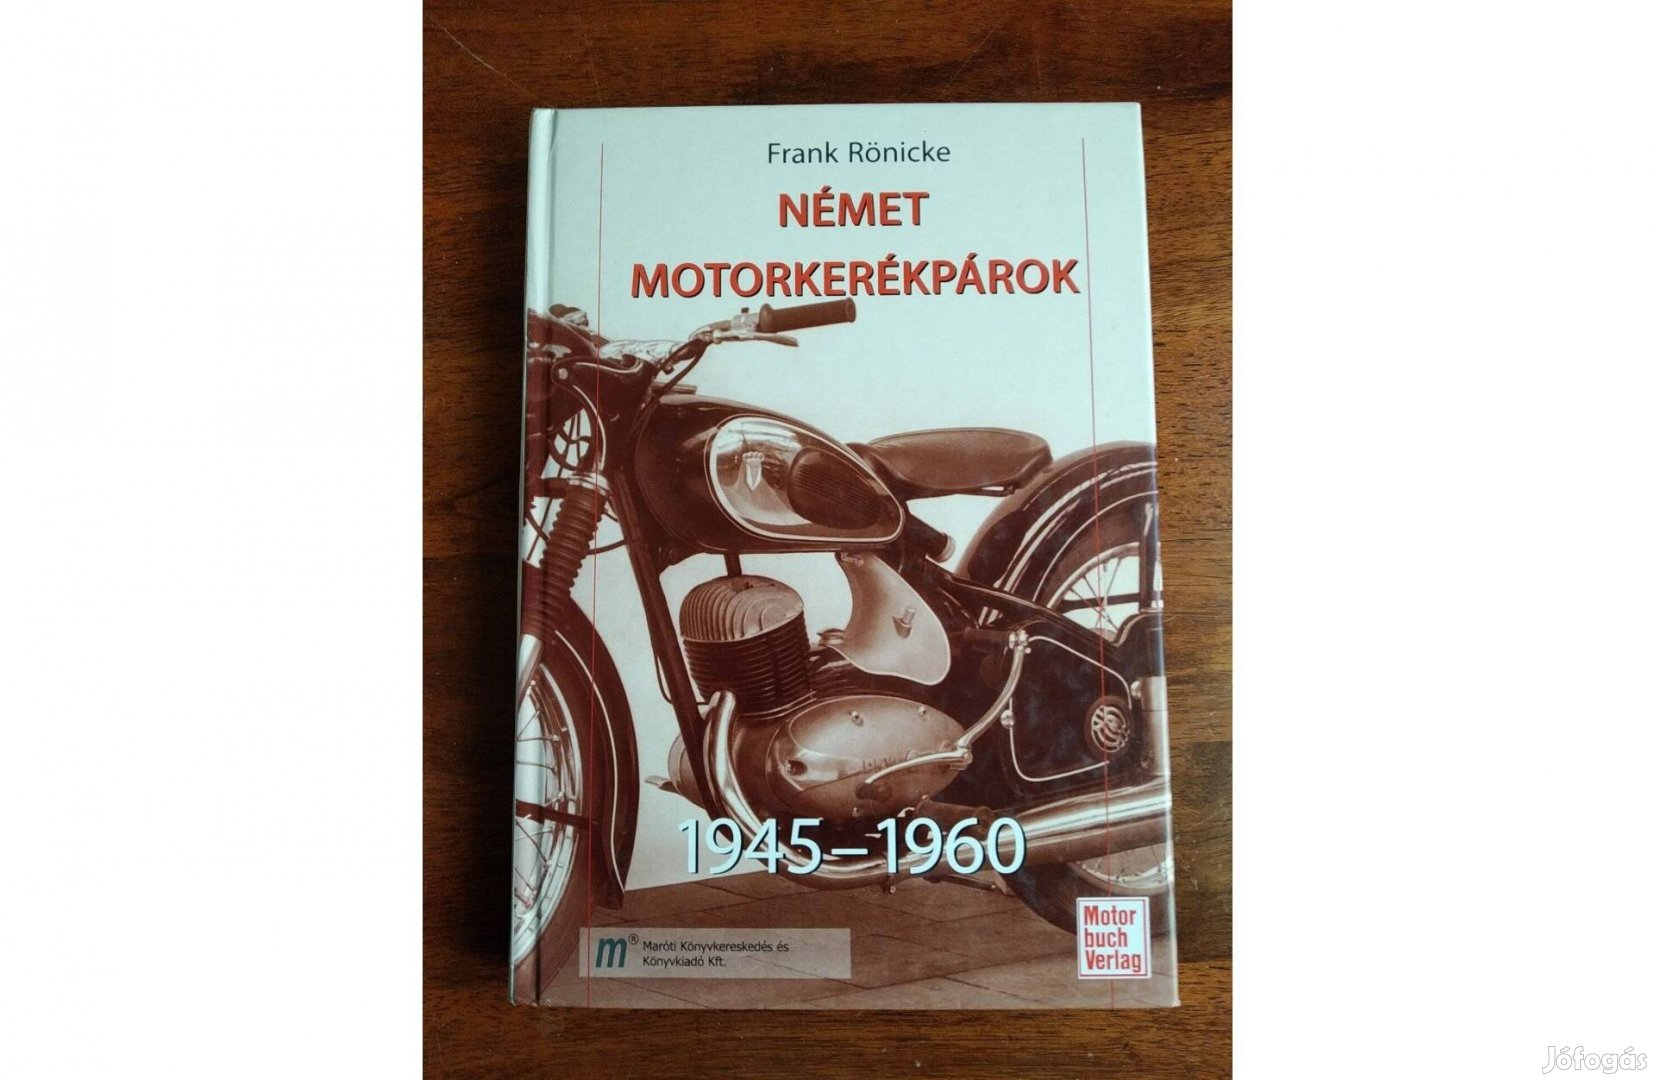 Frank Rönicke
NÉMET
MOTORKERÉKPÁROK
1945–1960
m® Maróti Könyvkereskedés és
Könyvkiadó Kft.
Motor
buch
Verlag
Jófogás